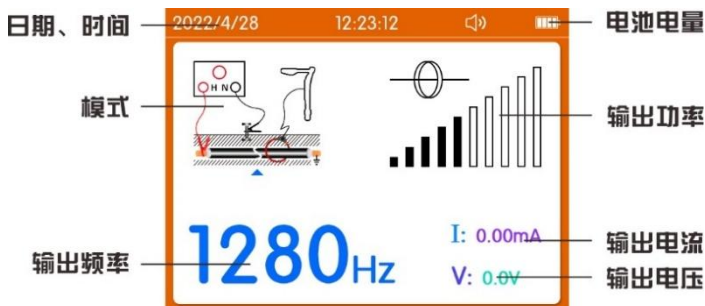 日期、时间 2022/4/28 12:23:12 电池电量
模式 H N 输出功率
输出频率 1280Hz
I: 0.00mA 输出电流
V: 0.0V 输出电压